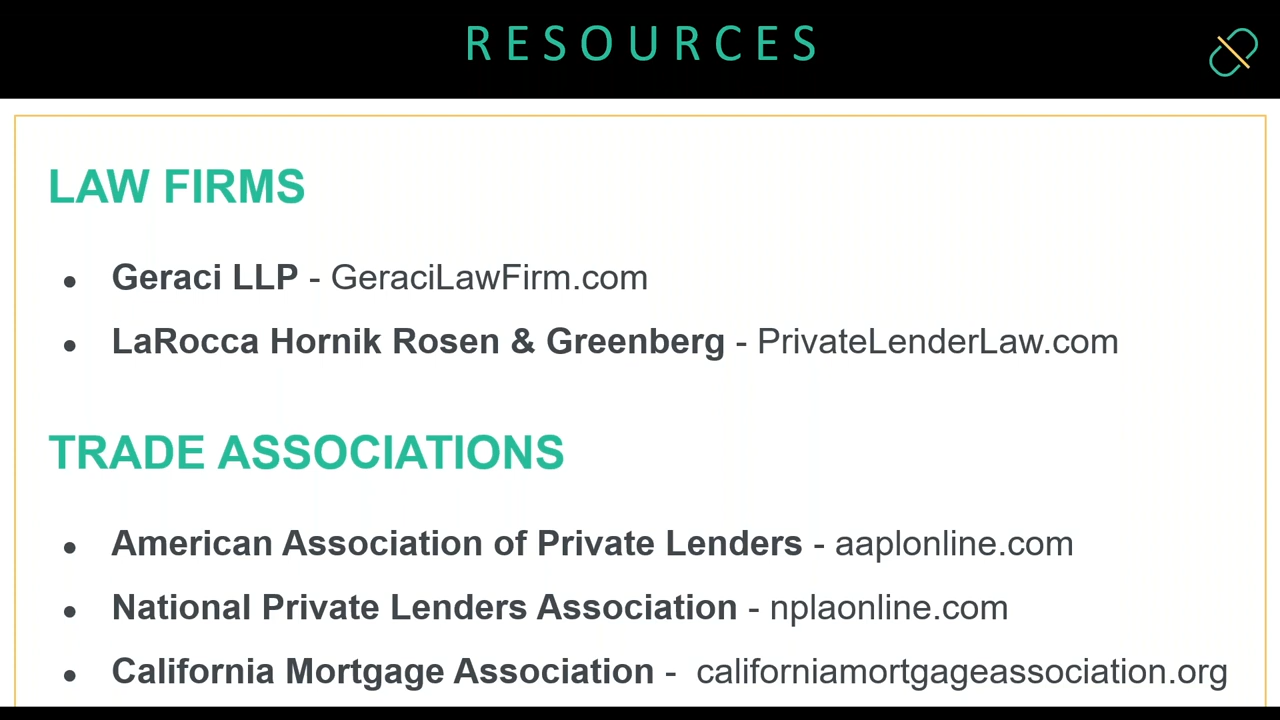 RESOURCES
LAW FIRMS
● Geraci LLP - GeraciLawFirm.com
● LaRocca Hornik Rosen & Greenberg - PrivateLenderLaw.com
TRADE ASSOCIATIONS
● American Association of Private Lenders - aaplonline.com
● National Private Lenders Association - nplaonline.com
● California Mortgage Association - californiamortgageassociation.org